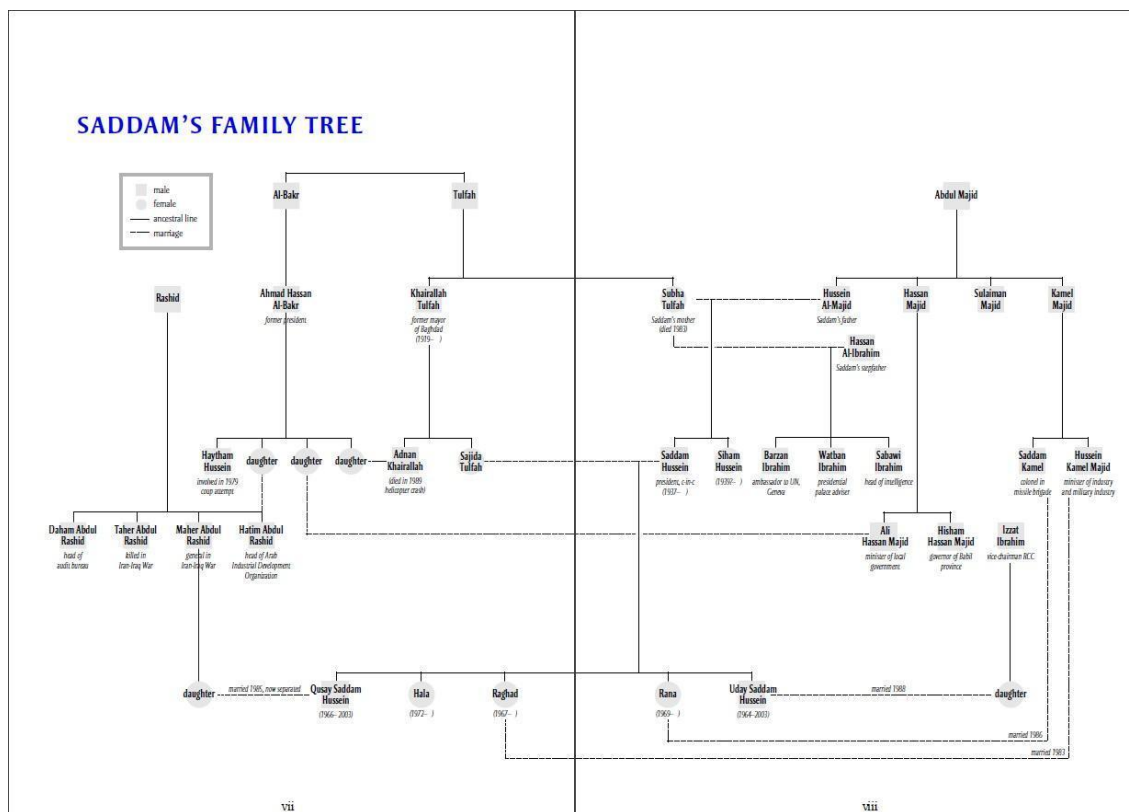 SADDAM'S FAMILY TREE
male
female
ancestral line
marriage
Al-Bakr
Tulfah
Abdul Majid
Rashid
Ahmad Hassan
Al-Bakr
former president
Khairallah
Tulfah
former mayor
of Baghdad
(1919– )
Subha
Tulfah
Saddam's mother
(died 1983)
Hussein
Al-Majid
Saddam's father
Hassan
Majid
Sulaiman
Majid
Kamel
Majid
Hassan
Al-Ibrahim
Saddam's stepfather
Haytham
Hussein
involved in 1979
coup attempt
daughter
daughter
daughter
Adnan
Khairallah
(died in 1989
helicopter crash)
Sajida
Tulfah
Saddam
Hussein
president, c-in-c
(1937– )
Siham
Hussein
(1939?– )
Barzan
Ibrahim
ambassador to UN,
Geneva
Watban
Ibrahim
presidential
palace adviser
Sabawi
Ibrahim
head of intelligence
Saddam
Kamel
colonel in
missile brigade
Hussein
Kamel Majid
minister of industry
and military industry
Daham Abdul
Rashid
head of
audit bureau
Taher Abdul
Rashid
killed in
Iran-Iraq War
Maher Abdul
Rashid
general in
Iran-Iraq War
Hatim Abdul
Rashid
head of Arab
Industrial Development
Organization
Ali
Hassan Majid
minister of local
government
Hisham
Hassan Majid
governor of Babil
province
Izzat
Ibrahim
vice-chairman RCC
daughter
married 1985, now separated
Qusay Saddam
Hussein
(1966–2003)
Hala
(1972– )
Raghad
(1967– )
Rana
(1969– )
Uday Saddam
Hussein
(1964–2003)
married 1988
daughter
married 1986
married 1983
vii
viii